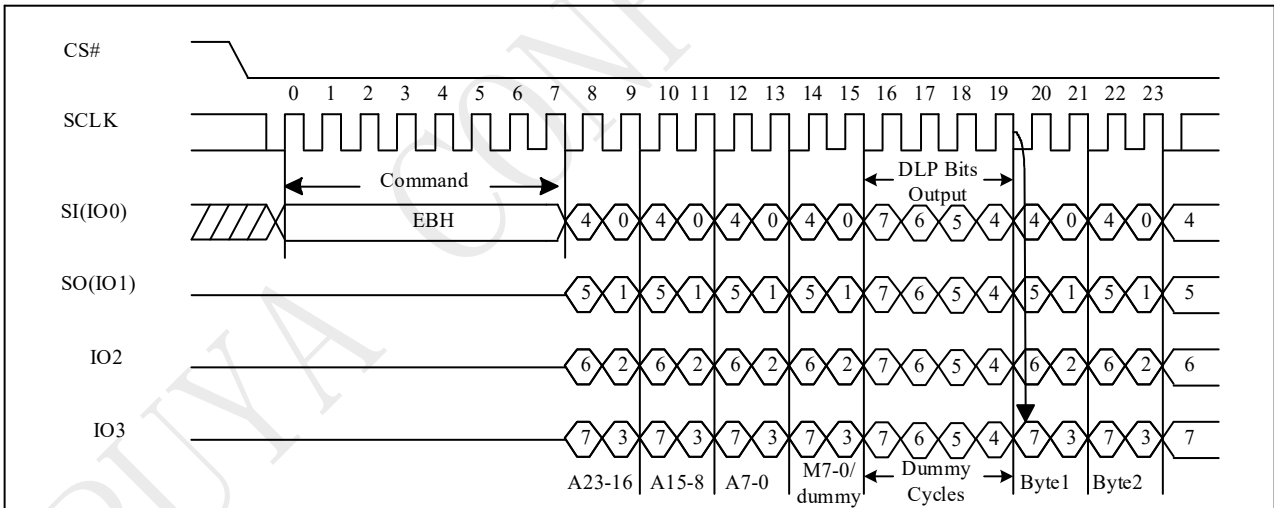 CS#
0 1 2 3 4 5 6 7 8 9 10 11 12 13 14 15 16 17 18 19 20 21 22 23
SCLK
Command
DLP Bits
Output
SI(IO0) EBH 4 0 4 0 4 0 4 0 7 6 5 4 4 0 4 0 4
SO(IO1) 5 1 5 1 5 1 5 1 7 6 5 4 5 1 5 1 5
IO2 6 2 6 2 6 2 6 2 7 6 5 4 6 2 6 2 6
IO3 7 3 7 3 7 3 7 3 7 6 5 4 7 3 7 3 7
A23-16 A15-8 A7-0 M7-0/
dummy
Dummy
Cycles
Byte1 Byte2
PUYA CONF